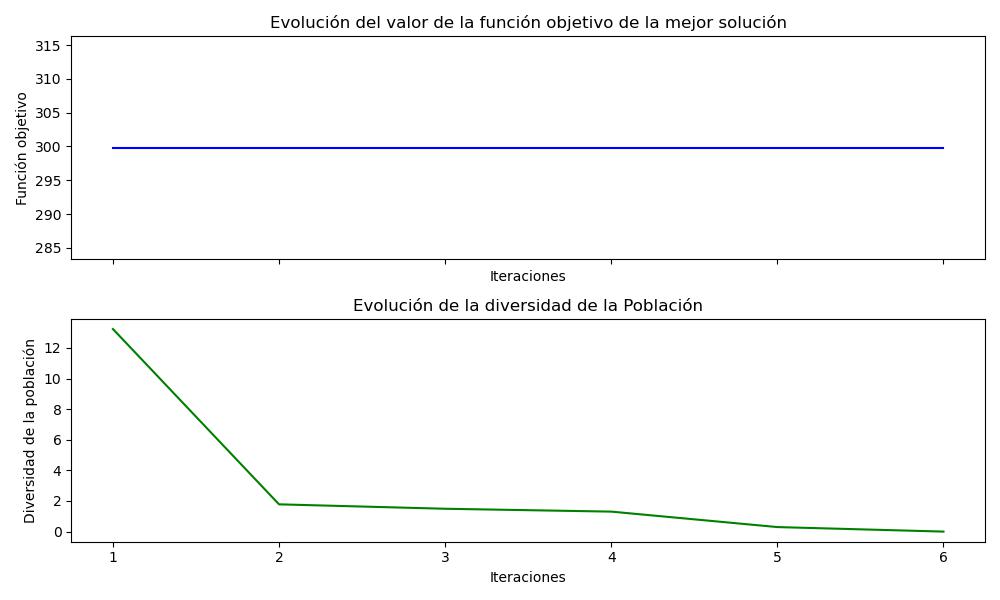 Evolución del valor de la función objetivo de la mejor solución
Función objetivo
315
310
305
300
295
290
285
Iteraciones
Evolución de la diversidad de la Población
Diversidad de la población
12
10
8
6
4
2
0
1 2 3 4 5 6
Iteraciones